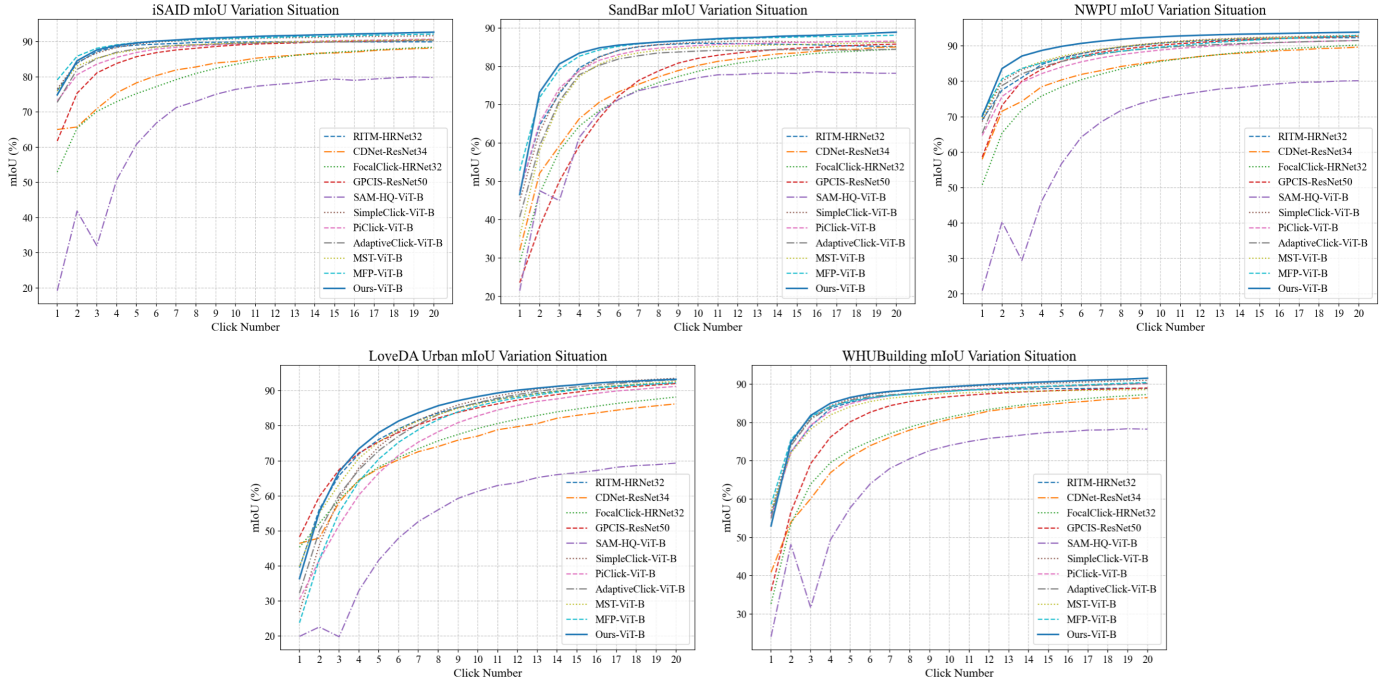 iSAID mIoU Variation Situation
mIoU (%)
90
80
70
60
50
40
30
20
1 2 3 4 5 6 7 8 9 10 11 12 13 14 15 16 17 18 19 20
Click Number
RITM-HRNet32
CDNet-ResNet34
FocalClick-HRNet32
GPCIS-ResNet50
SAM-HQ-ViT-B
SimpleClick-ViT-B
PiClick-ViT-B
AdaptiveClick-ViT-B
MST-ViT-B
MFP-ViT-B
Ours-ViT-B
SandBar mIoU Variation Situation
mIoU (%)
90
80
70
60
50
40
30
20
1 2 3 4 5 6 7 8 9 10 11 12 13 14 15 16 17 18 19 20
Click Number
RITM-HRNet32
CDNet-ResNet34
FocalClick-HRNet32
GPCIS-ResNet50
SAM-HQ-ViT-B
SimpleClick-ViT-B
PiClick-ViT-B
AdaptiveClick-ViT-B
MST-ViT-B
MFP-ViT-B
Ours-ViT-B
NWPU mIoU Variation Situation
mIoU (%)
90
80
70
60
50
40
30
20
1 2 3 4 5 6 7 8 9 10 11 12 13 14 15 16 17 18 19 20
Click Number
RITM-HRNet32
CDNet-ResNet34
FocalClick-HRNet32
GPCIS-ResNet50
SAM-HQ-ViT-B
SimpleClick-ViT-B
PiClick-ViT-B
AdaptiveClick-ViT-B
MST-ViT-B
MFP-ViT-B
Ours-ViT-B
LoveDA Urban mIoU Variation Situation
mIoU (%)
90
80
70
60
50
40
30
20
1 2 3 4 5 6 7 8 9 10 11 12 13 14 15 16 17 18 19 20
Click Number
RITM-HRNet32
CDNet-ResNet34
FocalClick-HRNet32
GPCIS-ResNet50
SAM-HQ-ViT-B
SimpleClick-ViT-B
PiClick-ViT-B
AdaptiveClick-ViT-B
MST-ViT-B
MFP-ViT-B
Ours-ViT-B
WHUBuilding mIoU Variation Situation
mIoU (%)
90
80
70
60
50
40
30
1 2 3 4 5 6 7 8 9 10 11 12 13 14 15 16 17 18 19 20
Click Number
RITM-HRNet32
CDNet-ResNet34
FocalClick-HRNet32
GPCIS-ResNet50
SAM-HQ-ViT-B
SimpleClick-ViT-B
PiClick-ViT-B
AdaptiveClick-ViT-B
MST-ViT-B
MFP-ViT-B
Ours-ViT-B